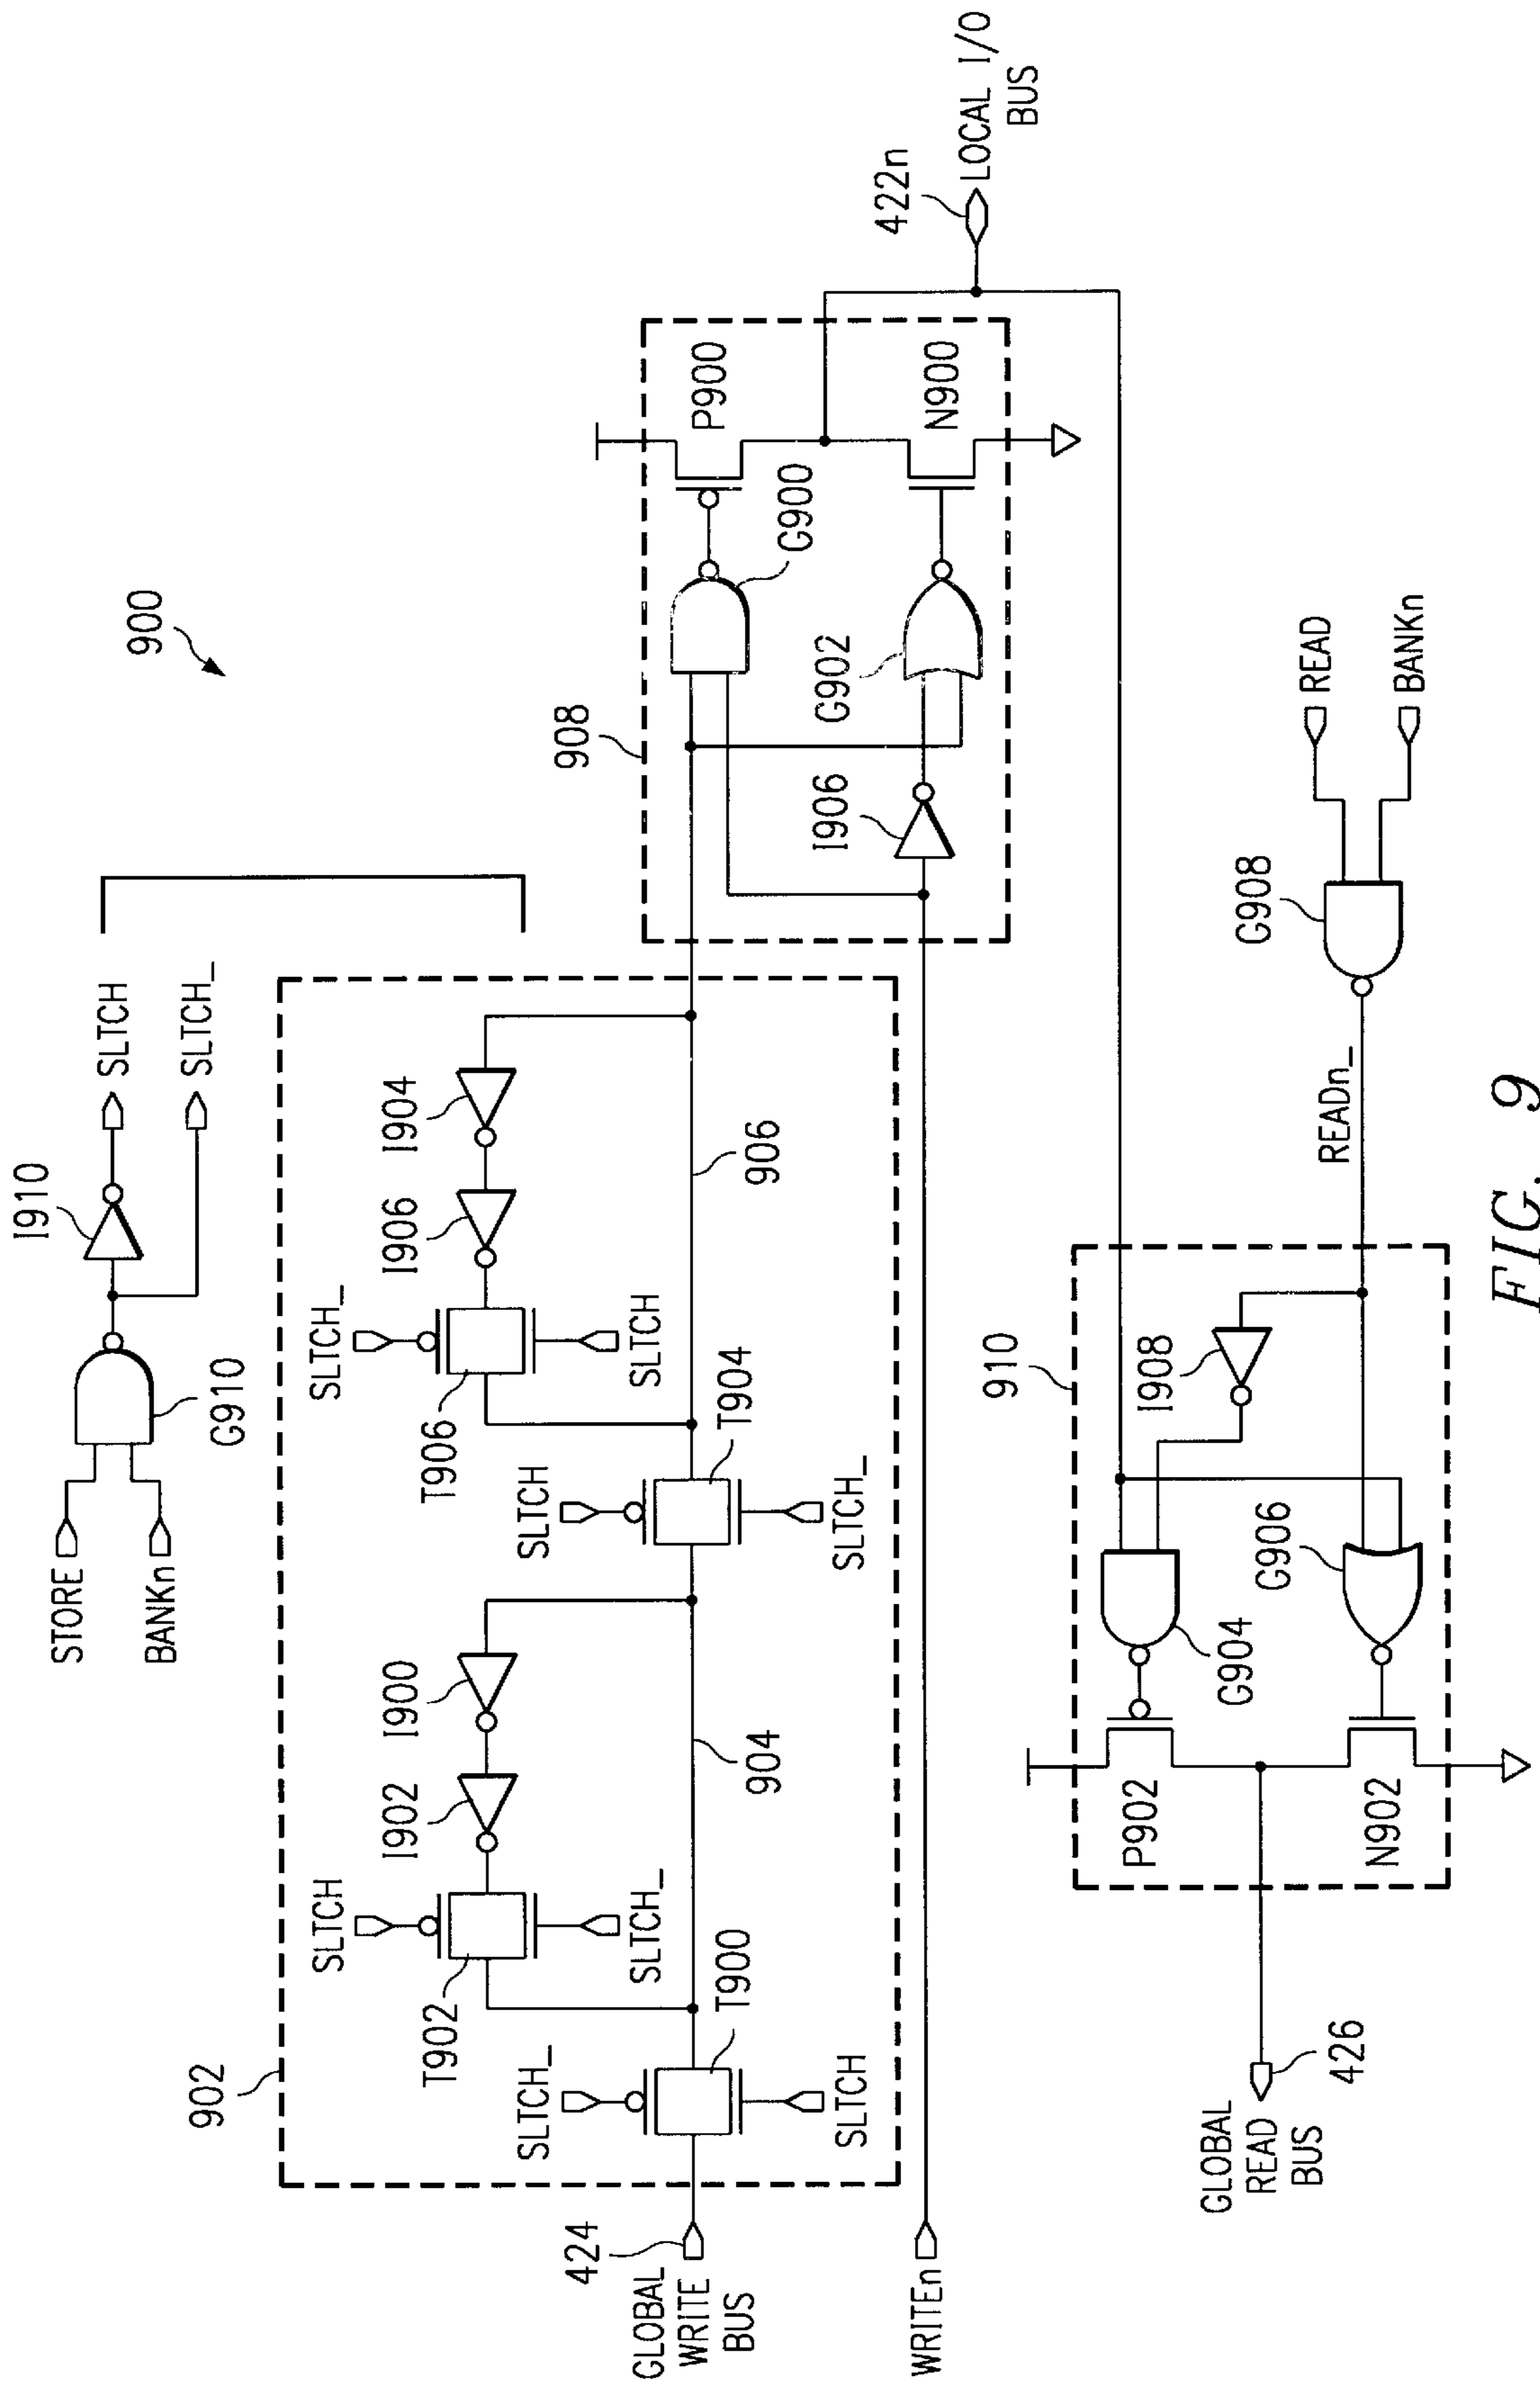 900
I910
SLTCH
SLTCH_
STORE
BANKn
G910
902
SLTCH
SLTCH_
T902
I902
I900
SLTCH_
SLTCH
T906
I906
I904
SLTCH_
SLTCH
T900
904
SLTCH
SLTCH_
T904
906
424
GLOBAL
WRITE
BUS
WRITEn
908
P900
G900
I906
G902
N900
422n
LOCAL I/O
BUS
910
P902
G904
I908
G906
N902
READn_
G908
READ
BANKn
GLOBAL
READ
BUS
426
FIG. 9